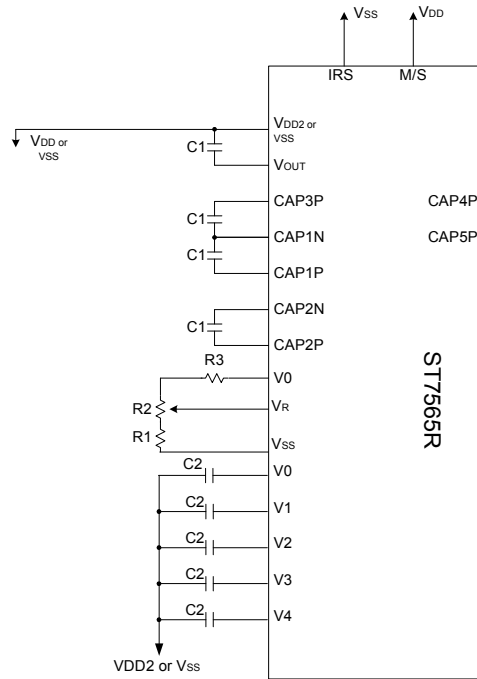 VSS VDD
IRS M/S
VDD2 or
VSS
VDD or
VSS
C1
VOUT
CAP3P CAP4P
C1
CAP1N CAP5P
C1
CAP1P
CAP2N
C1
CAP2P
R3
V0
R2
VR
R1
VSS
C2
V0
C2
V1
C2
V2
C2
V3
C2
V4
VDD2 or VSS
ST7565R